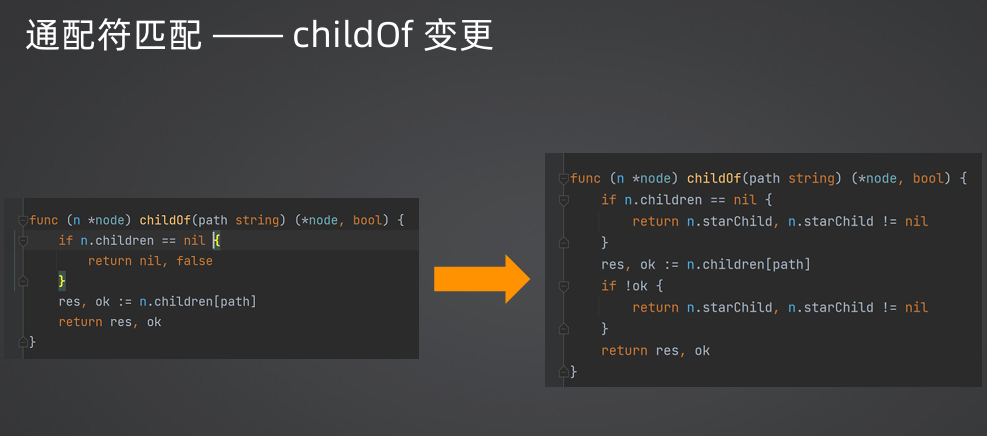 通配符匹配 —— childOf 变更
func (n *node) childOf(path string) (*node, bool) {
    if n.children == nil {
        return nil, false
    }
    res, ok := n.children[path]
    return res, ok
}
func (n *node) childOf(path string) (*node, bool) {
    if n.children == nil {
        return n.starChild, n.starChild != nil
    }
    res, ok := n.children[path]
    if !ok {
        return n.starChild, n.starChild != nil
    }
    return res, ok
}